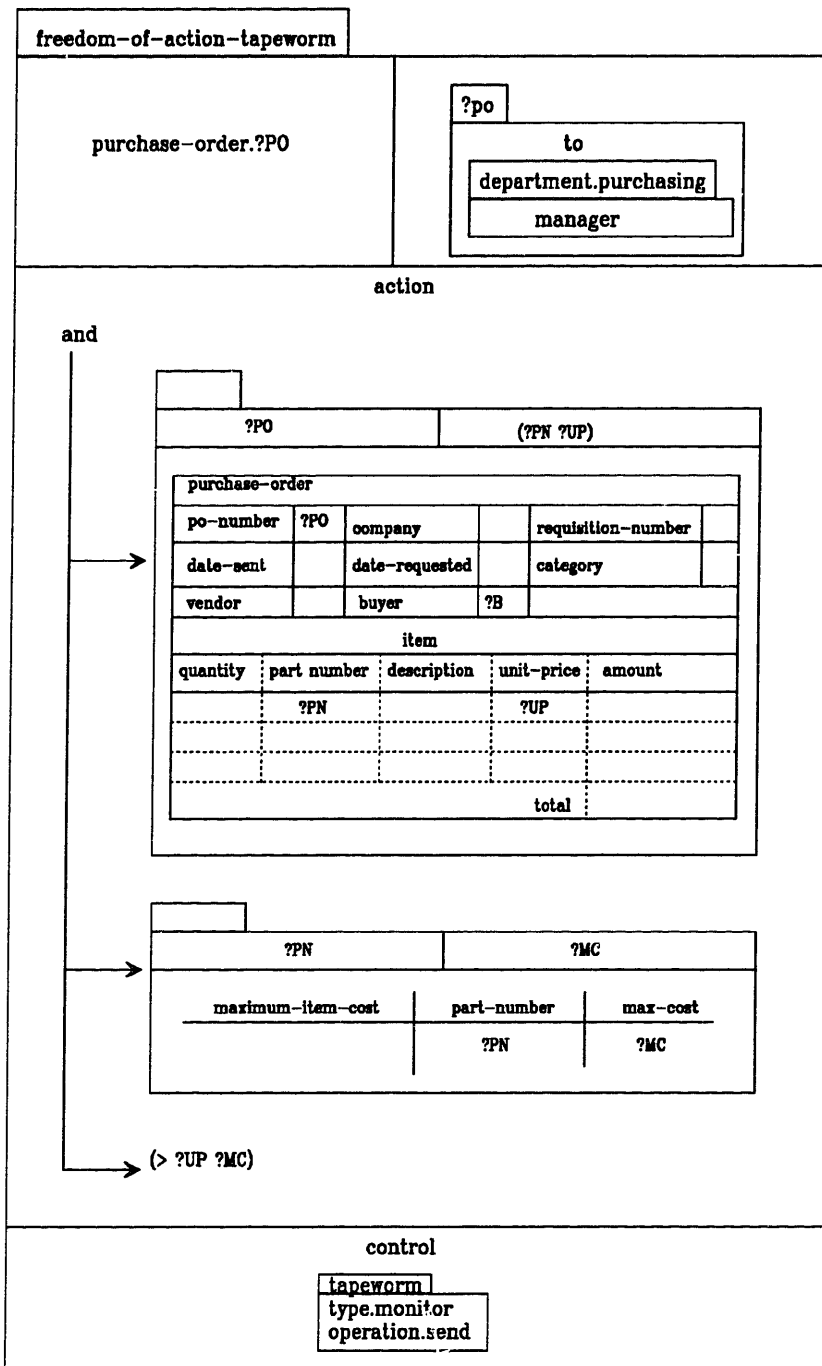 freedom-of-action-tapeworm
purchase-order.?PO
?po
to
department.purchasing
manager
action
and
?PO (?PN ?UP)
purchase-order
po-number ?PO company requisition-number
date-sent date-requested category
vendor buyer ?B
item
quantity part number description unit-price amount
?PN ?UP
total
?PN ?MC
maximum-item-cost part-number max-cost
?PN ?MC
(> ?UP ?MC)
control
tapeworm
type.monitor
operation.send